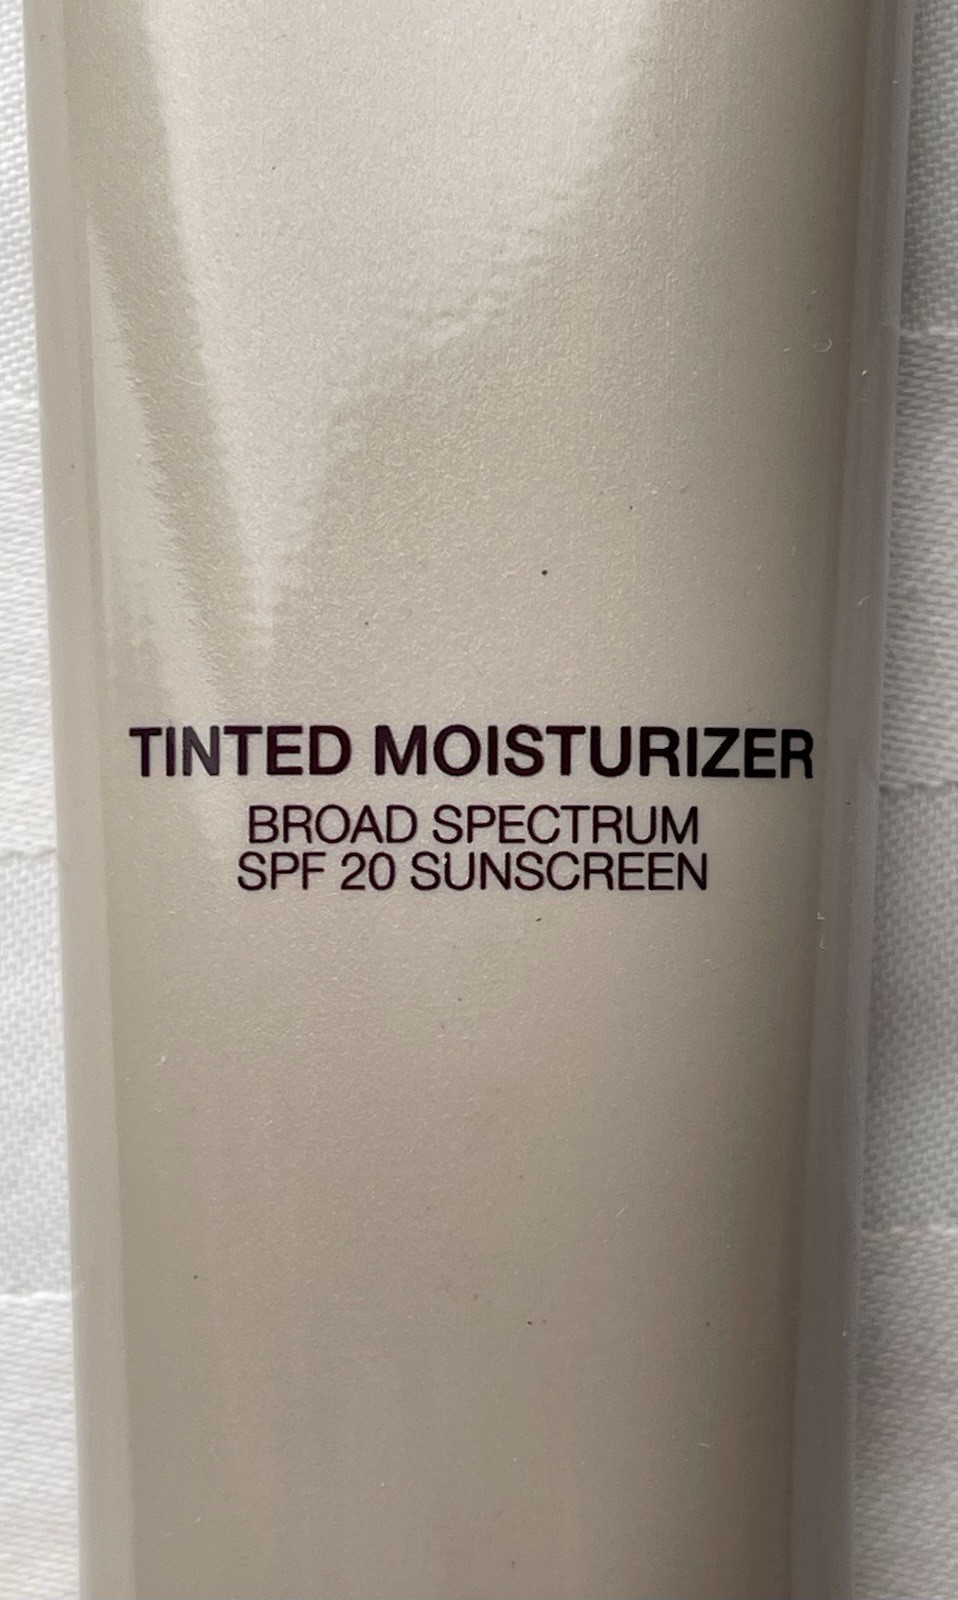 TINTED MOISTURIZER
BROAD SPECTRUM
SPF 20 SUNSCREEN